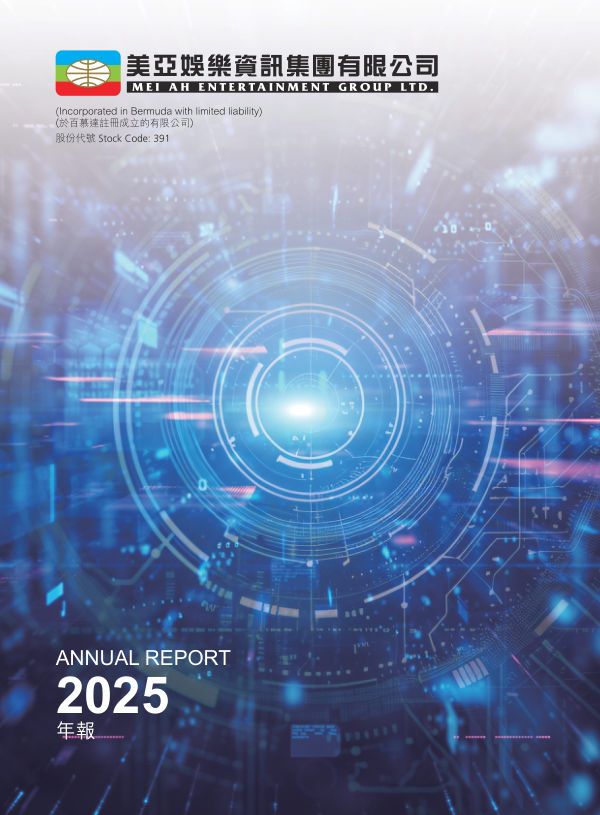 美亞娛樂資訊集團有限公司
MEI AH ENTERTAINMENT GROUP LTD.
(Incorporated in Bermuda with limited liability)
(於百慕達註冊成立的有限公司)
股份代號 Stock Code: 391
ANNUAL REPORT
2025
年報